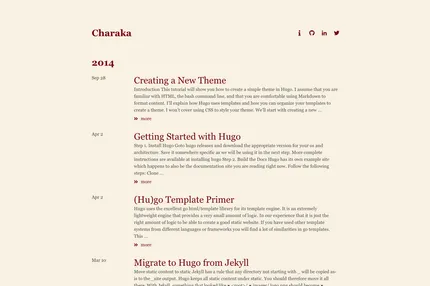 Charaka
2014
Sep 28
Creating a New Theme
Introduction This tutorial will show you how to create a simple theme in Hugo. I assume that you are
familiar with HTML, the bash command line, and that you are comfortable using Markdown to
format content. I'll explain how Hugo uses templates and how you can organize your templates to
create a theme. I won't cover using CSS to style your theme. We'll start with creating a new ...
» more
Apr 2
Getting Started with Hugo
Step 1. Install Hugo Goto hugo releases and download the appropriate version for your os and
architecture. Save it somewhere specific as we will be using it in the next step. More complete
instructions are available at installing hugo Step 2. Build the Docs Hugo has its own example site
which happens to also be the documentation site you are reading right now. Follow the following
steps: Clone ...
» more
Apr 2
(Hu)go Template Primer
Hugo uses the excellent go html/template library for its template engine. It is an extremely
lightweight engine that provides a very small amount of logic. In our experience that it is just the
right amount of logic to be able to create a good static website. If you have used other template
systems from different languages or frameworks you will find a lot of similarities in go templates.
This ...
» more
Mar 10
Migrate to Hugo from Jekyll
Move static content to static Jekyll has a rule that any directory not starting with _ will be copied as-
is to the _site output. Hugo keeps all static content under static. You should therefore move it all